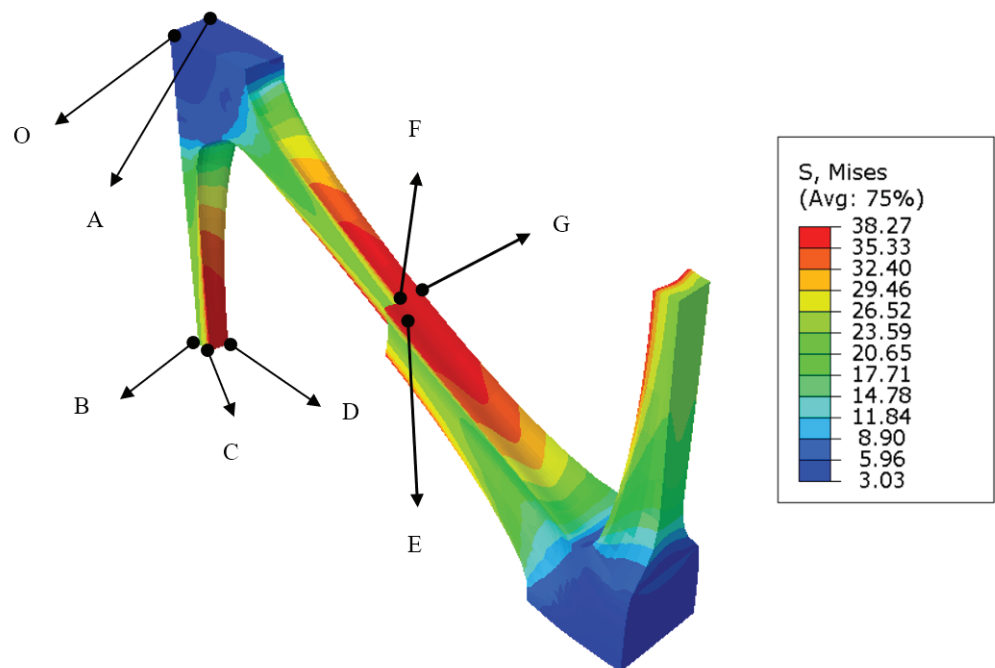 O
A
F
G
B
C
D
E
S, Mises
(Avg: 75%)
38.27
35.33
32.40
29.46
26.52
23.59
20.65
17.71
14.78
11.84
8.90
5.96
3.03